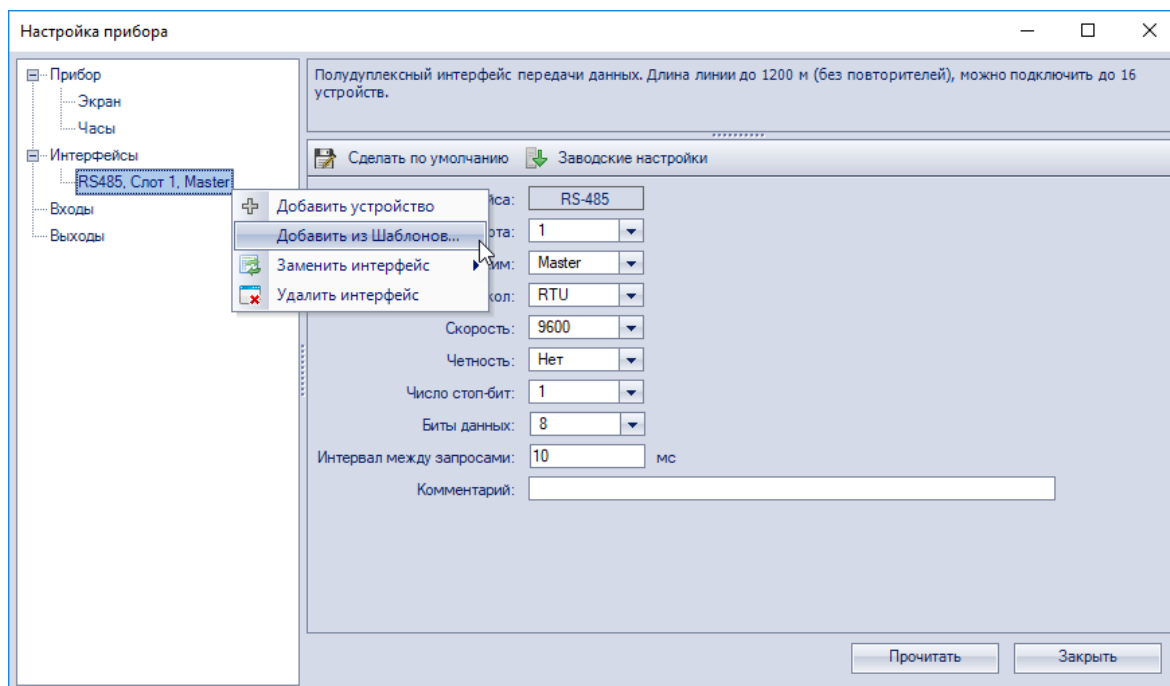 Настройка прибора
Прибор
Экран
Часы
Интерфейсы
RS485, Слот 1, Master
Входы
Выходы
Добавить устройство
Добавить из Шаблонов...
Заменить интерфейс
Удалить интерфейс
Полудуплексный интерфейс передачи данных. Длина линии до 1200 м (без повторителей), можно подключить до 16
устройств.
Сделать по умолчанию Заводские настройки
RS-485
1
Master
RTU
Скорость: 9600
Четность: Нет
Число стоп-бит: 1
Биты данных: 8
Интервал между запросами: 10 мс
Комментарий:
Прочитать Закрыть